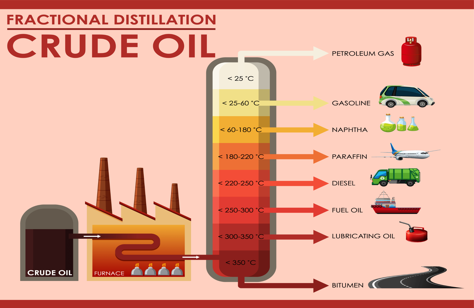 FRACTIONAL DISTILLATION
CRUDE OIL
PETROLEUM GAS
< 25 °C
< 25-60 °C
GASOLINE
< 60-180 °C
NAPHTHA
< 180-220 °C
PARAFFIN
< 220-250 °C
DIESEL
< 250-300 °C
FUEL OIL
< 300-350 °C
LUBRICATING OIL
< 350 °C
CRUDE OIL
FURNACE
BITUMEN